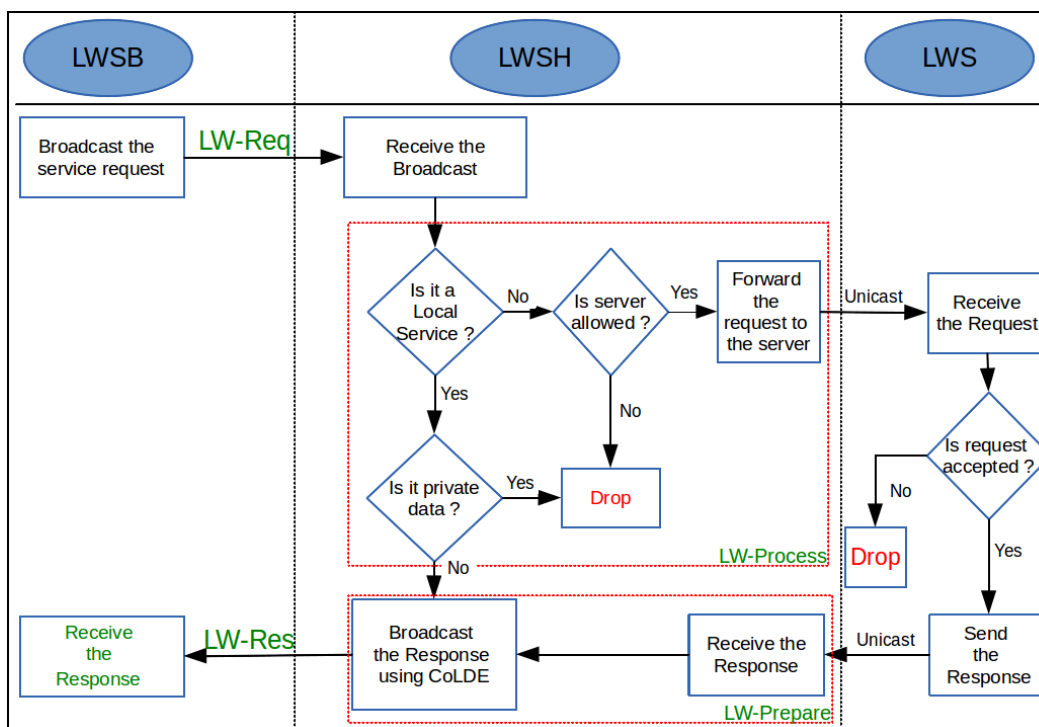 LWSB
LWSH
LWS
Broadcast the
service request
LW-Req
Receive the
Broadcast
Is it a
Local
Service ?
No
Is server
allowed ?
Yes
Forward
the
request to
the server
Unicast
Receive
the Request
Yes
No
Is it private
data ?
Yes
Drop
Is request
accepted ?
No
Drop
Yes
LW-Process
No
Receive
the
Response
LW-Res
Broadcast
the Response
using CoLDE
Receive the
Response
Unicast
Send
the
Response
LW-Prepare